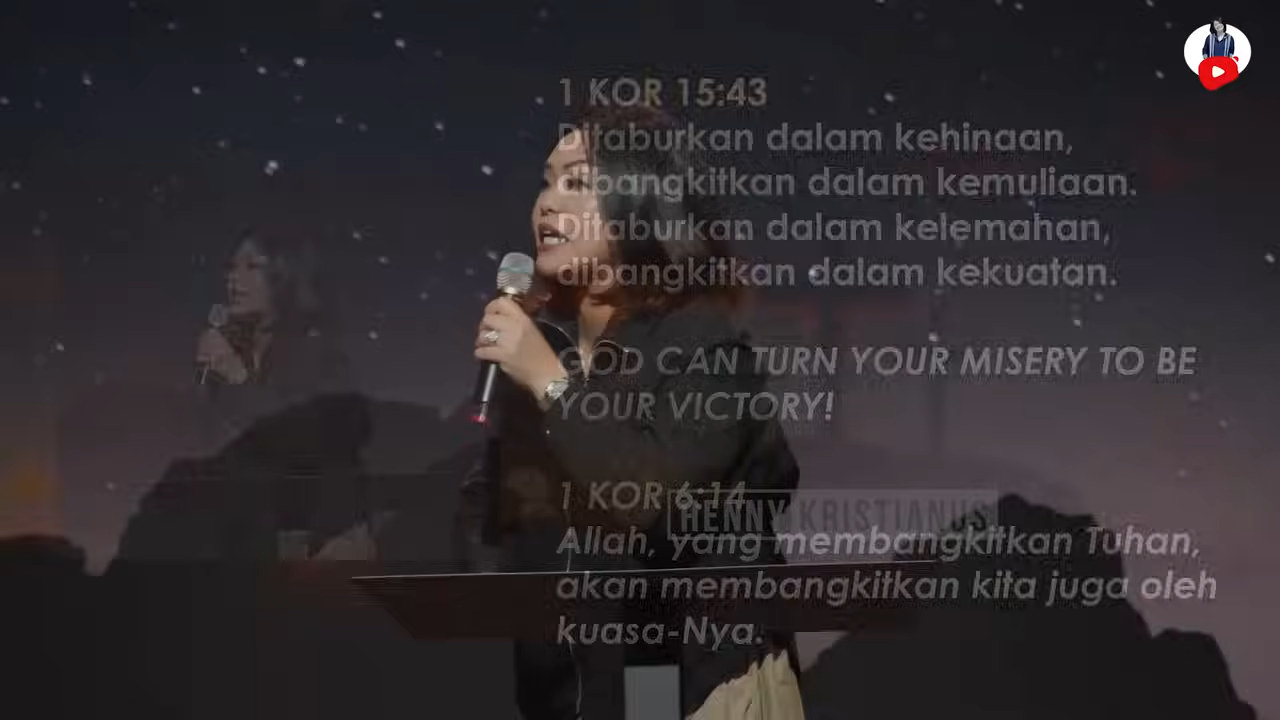 1 KOR 15:43
Ditaburkan dalam kehinaan,
dibangkitkan dalam kemuliaan.
Ditaburkan dalam kelemahan,
dibangkitkan dalam kekuatan.
GOD CAN TURN YOUR MISERY TO BE
YOUR VICTORY!
1 KOR 6:14
HENNY KRISTIANUS
Allah, yang membangkitkan Tuhan,
akan membangkitkan kita juga oleh
kuasa-Nya.